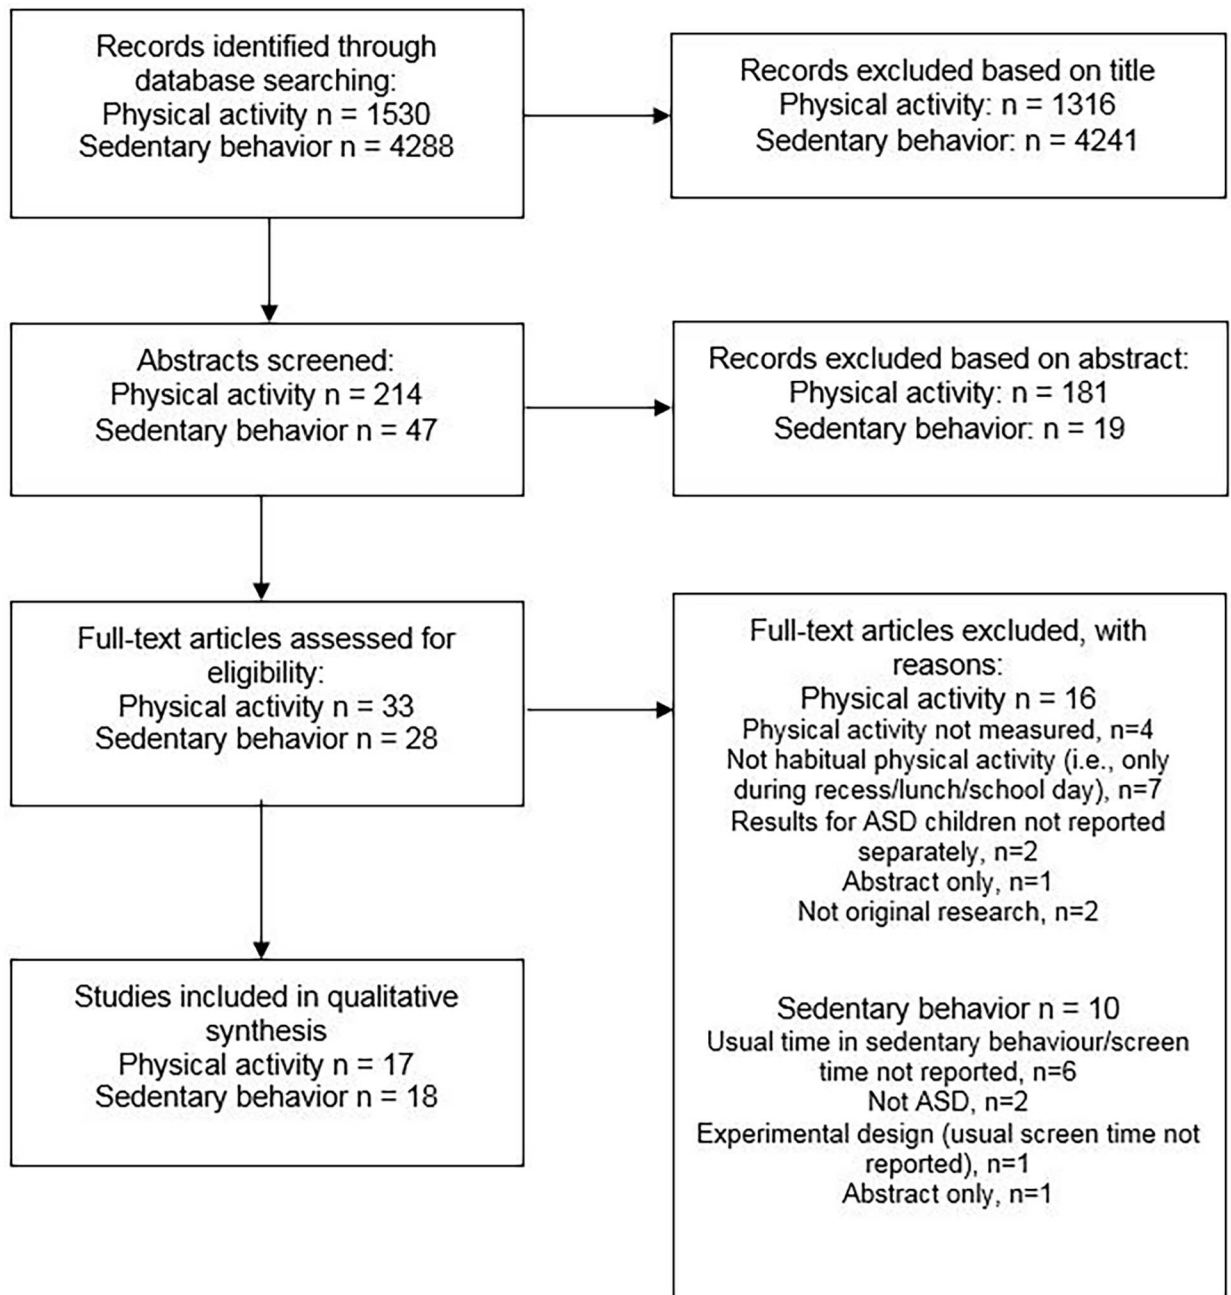 Records identified through
database searching:
Physical activity n = 1530
Sedentary behavior n = 4288
Records excluded based on title
Physical activity: n = 1316
Sedentary behavior: n = 4241
Abstracts screened:
Physical activity n = 214
Sedentary behavior n = 47
Records excluded based on abstract:
Physical activity: n = 181
Sedentary behavior: n = 19
Full-text articles assessed for
eligibility:
Physical activity n = 33
Sedentary behavior n = 28
Full-text articles excluded, with
reasons:
Physical activity n = 16
Physical activity not measured, n=4
Not habitual physical activity (i.e., only
during recess/lunch/school day), n=7
Results for ASD children not reported
separately, n=2
Abstract only, n=1
Not original research, n=2
Sedentary behavior n = 10
Usual time in sedentary behaviour/screen
time not reported, n=6
Not ASD, n=2
Experimental design (usual screen time not
reported), n=1
Abstract only, n=1
Studies included in qualitative
synthesis
Physical activity n = 17
Sedentary behavior n = 18